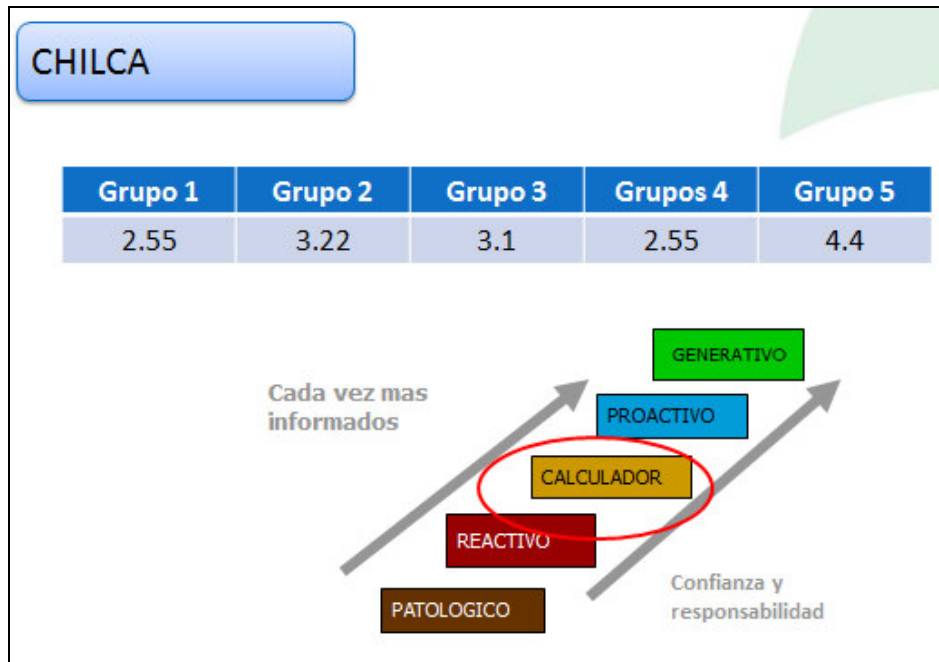 CHILCA
Grupo 1 Grupo 2 Grupo 3 Grupos 4 Grupo 5
2.55 3.22 3.1 2.55 4.4
GENERATIVO
Cada vez mas
informados
PROACTIVO
CALCULADOR
REACTIVO
Confianza y
responsabilidad
PATOLOGICO